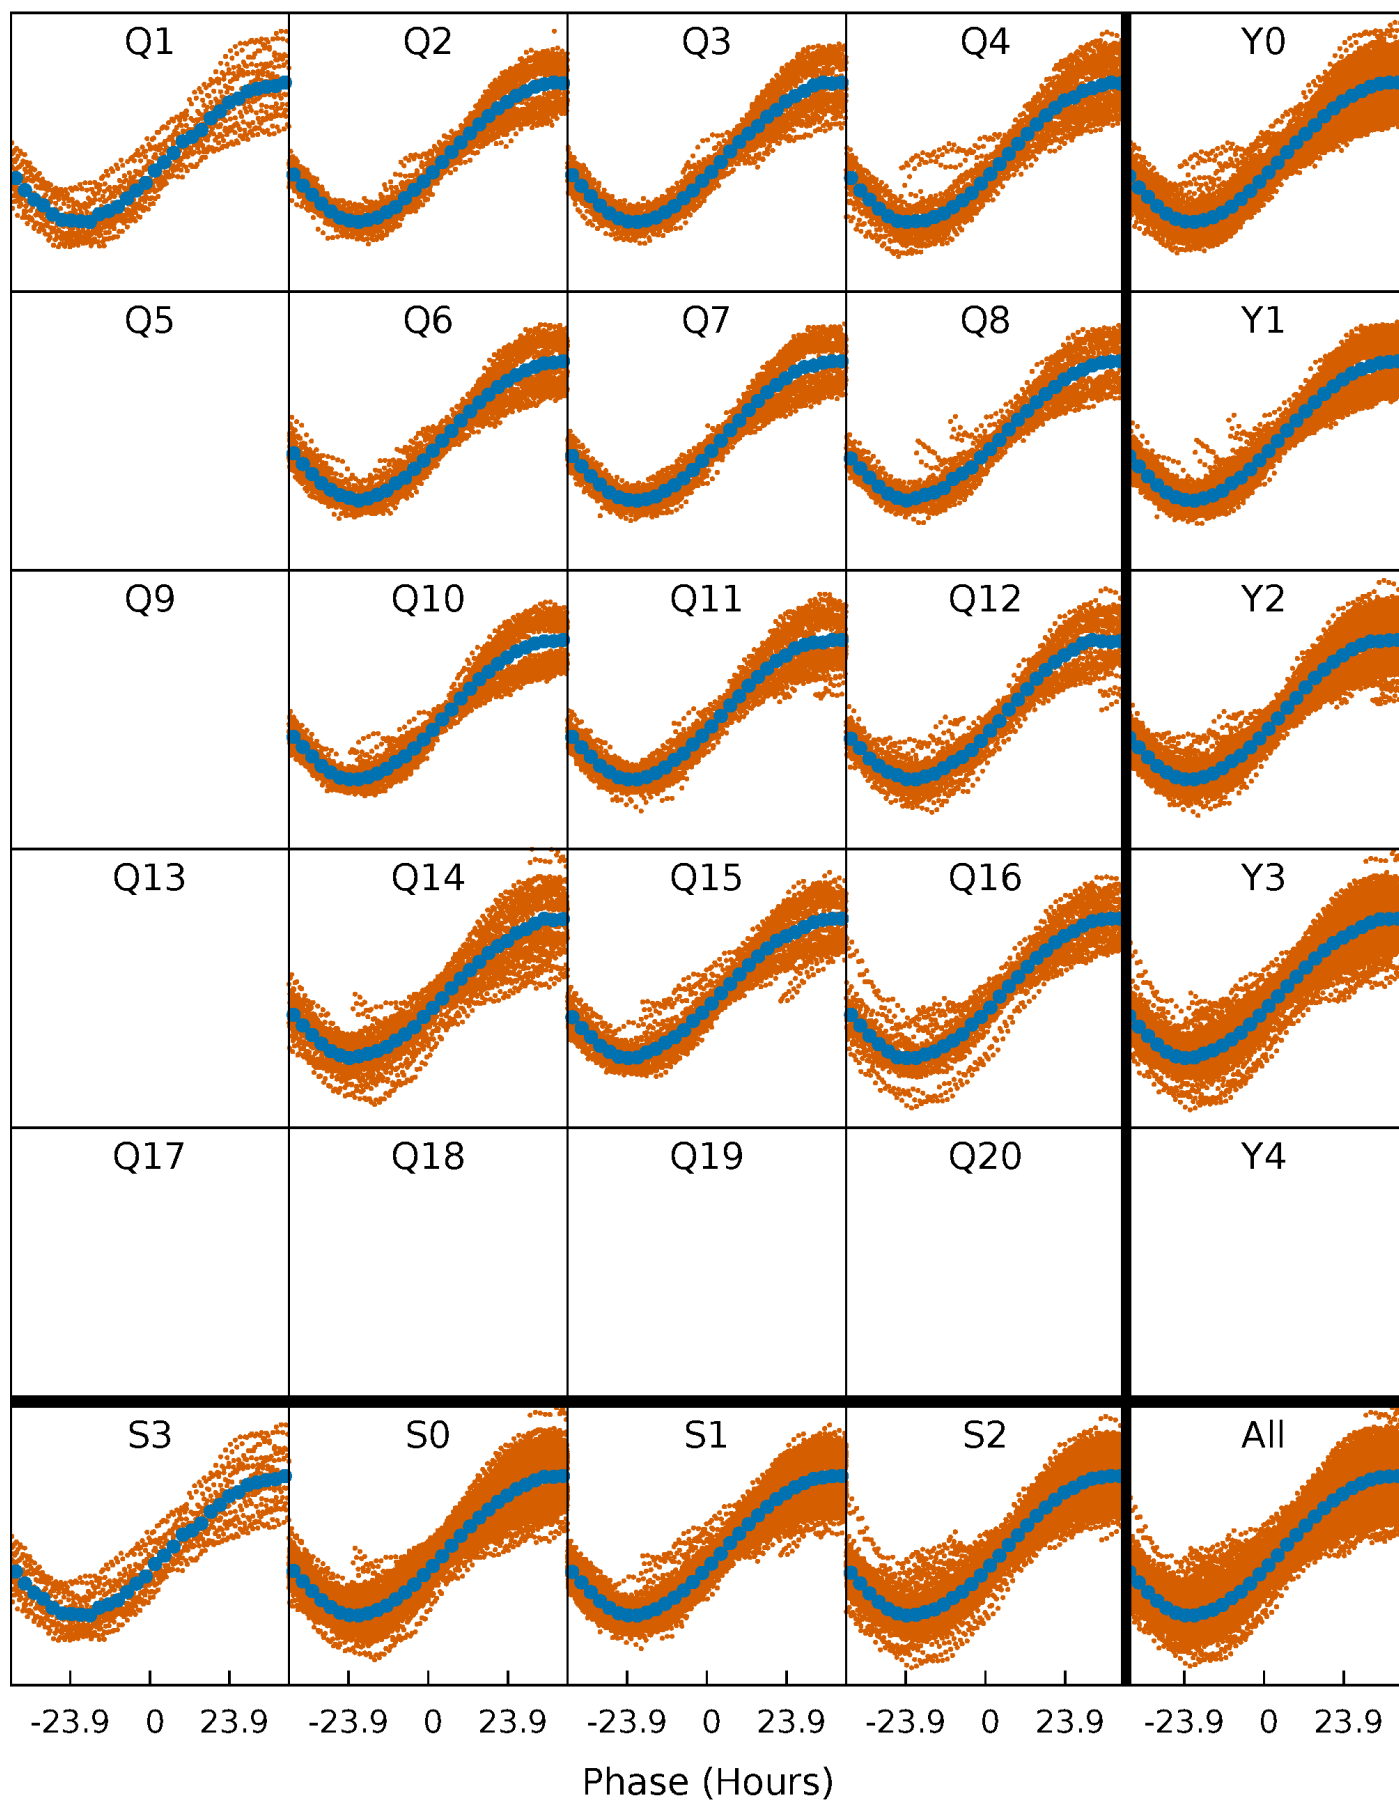 Q1 Q2 Q3 Q4 Y0
Q5 Q6 Q7 Q8 Y1
Q9 Q10 Q11 Q12 Y2
Q13 Q14 Q15 Q16 Y3
Q17 Q18 Q19 Q20 Y4
S3 S0 S1 S2 All
-23.9 0 23.9 -23.9 0 23.9 -23.9 0 23.9 -23.9 0 23.9 -23.9 0 23.9
Phase (Hours)